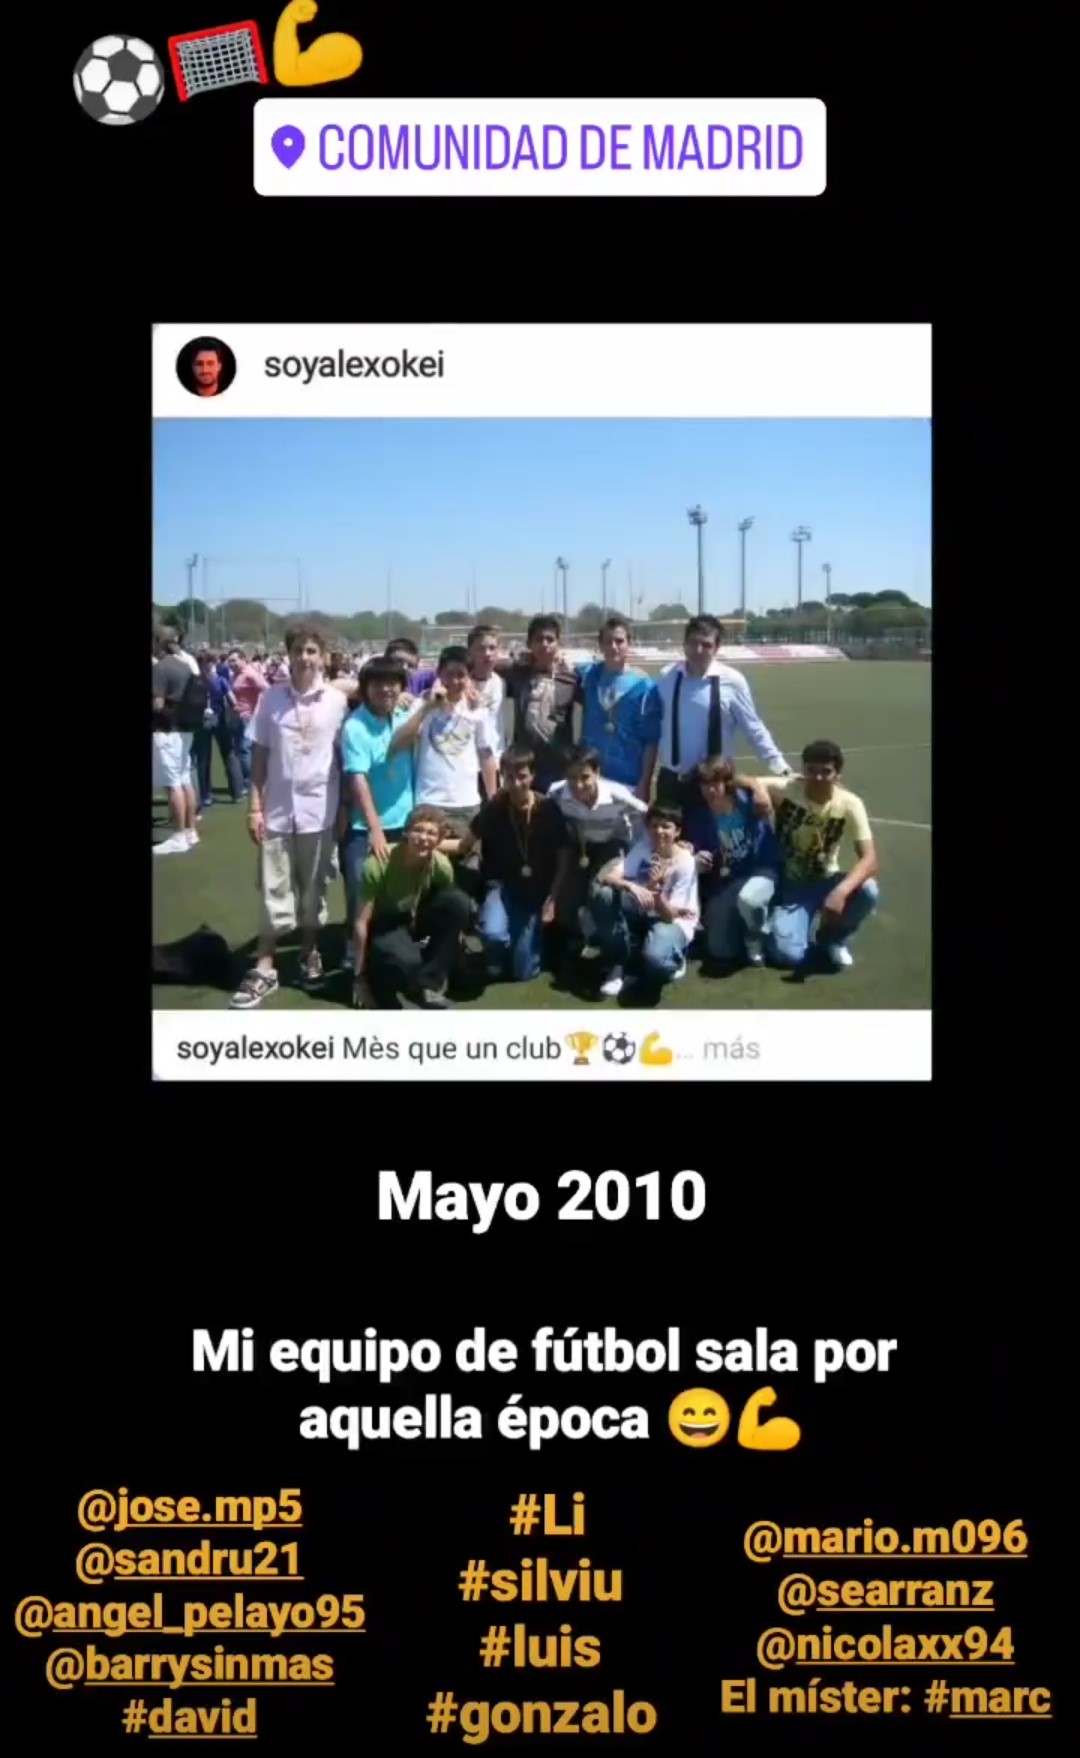 COMUNIDAD DE MADRID
soyalexokei
soyalexokei Mès que un club🏆⚽💪... más
Mayo 2010
Mi equipo de fútbol sala por
aquella época 😄💪
@jose.mp5
@sandru21
@angel_pelayo95
@barrysinmas
#david
#Li
#silviu
#luis
#gonzalo
@mario.m096
@searranz
@nicolaxx94
El míster: #marc